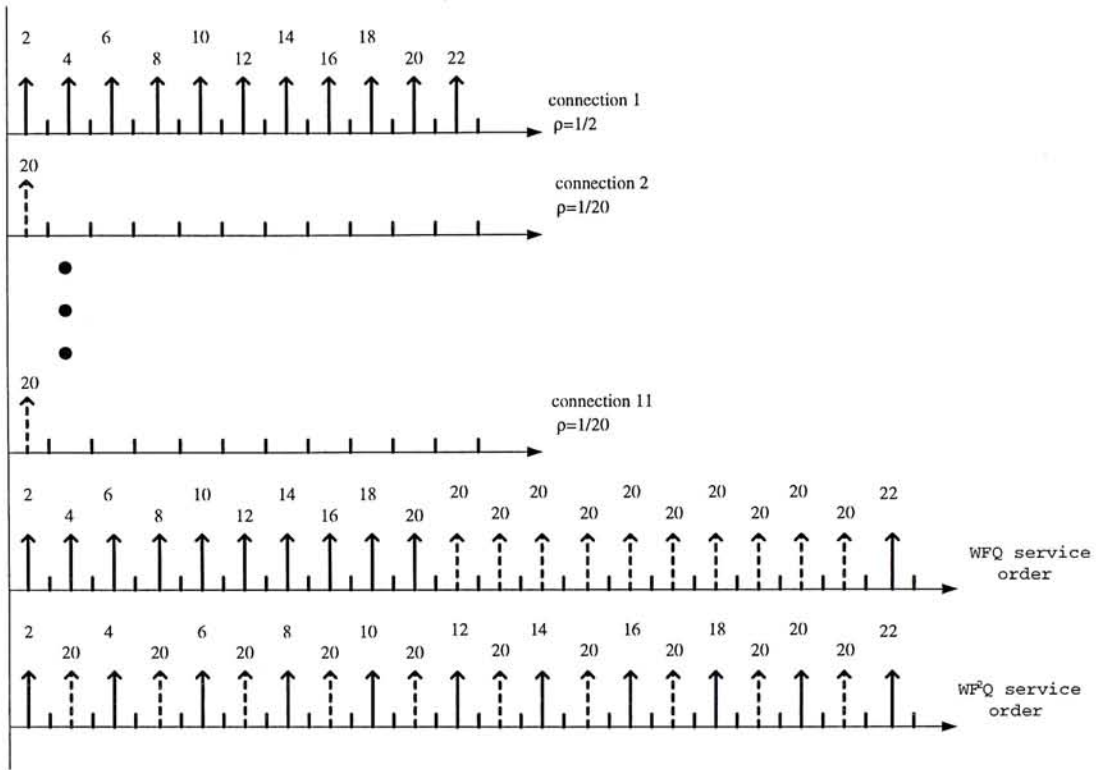 2 6 10 14 18
4 8 12 16 20 22
connection 1
ρ=1/2
20
connection 2
ρ=1/20
20
connection 11
ρ=1/20
2 6 10 14 18 20 20 20 20 20 22
4 8 12 16 20 20 20 20 20 20
WFQ service
order
2 4 6 8 10 12 14 16 18 20 22
20 20 20 20 20 20 20 20 20 20
WF²Q service
order